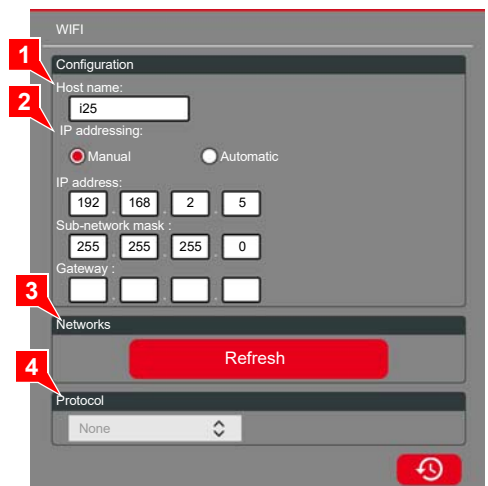 WIFI
1
Configuration
Host name:
i25
2
IP addressing:
Manual Automatic
IP address:
192 . 168 . 2 . 5
Sub-network mask :
255 . 255 . 255 . 0
Gateway :
. . .
3
Networks
Refresh
4
Protocol
None